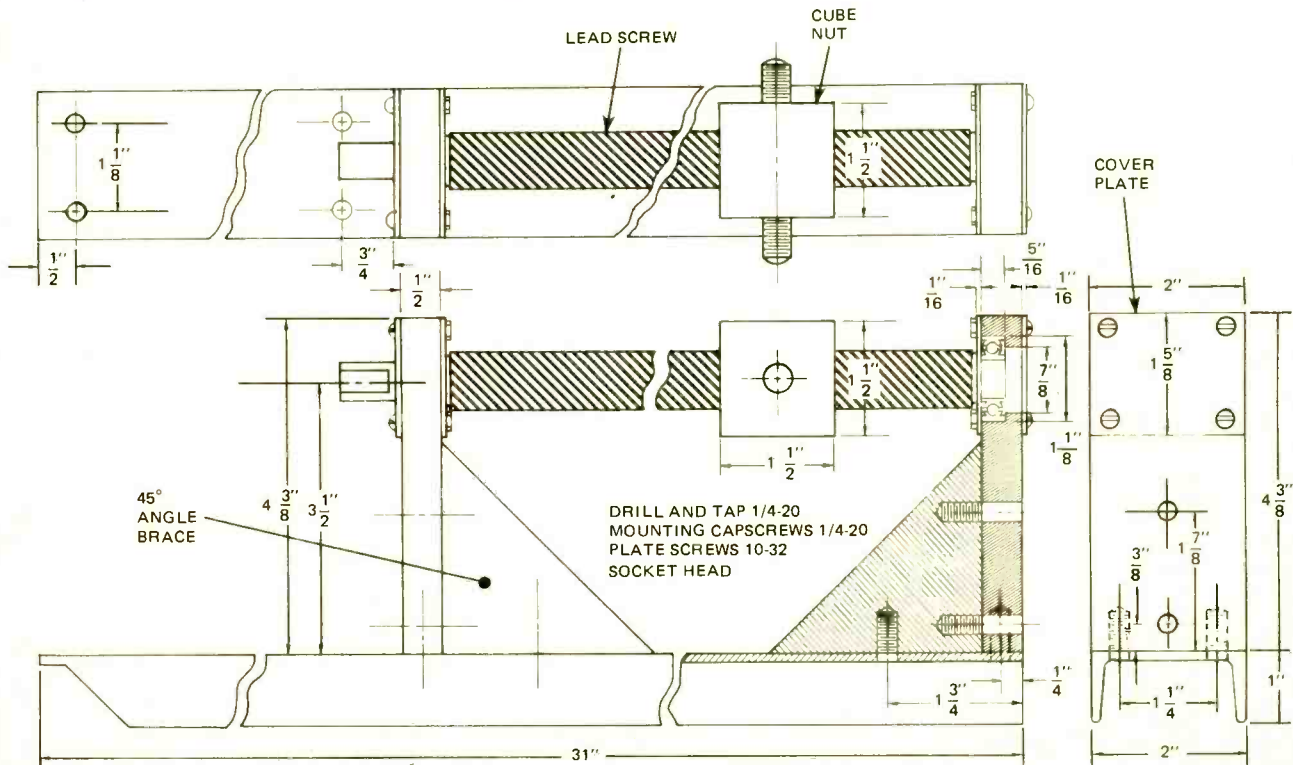 LEAD SCREW
CUBE
NUT
1 1/8"
1 1/2"
COVER
PLATE
1/2"
3/4"
1/2"
5/16"
1/16"
1/16"
2"
1 1/2"
7/8"
1 5/8"
1 1/8"
1 1/2"
4 3/8"
3 1/2"
45°
ANGLE
BRACE
DRILL AND TAP 1/4-20
MOUNTING CAPSCREWS 1/4-20
PLATE SCREWS 10-32
SOCKET HEAD
4 3/8"
1 7/8"
3/8"
1/4"
1 3/4"
1 1/4"
1"
31"
2"